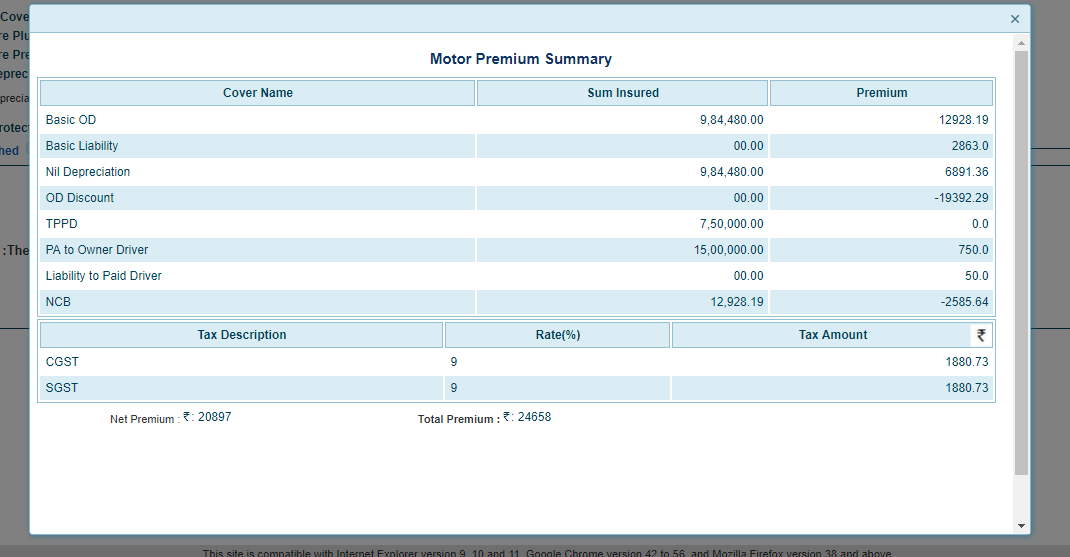 Cove
×
re Plu
re Pre
eprec
precia
rotec
hed
:The
Motor Premium Summary
Cover Name Sum Insured Premium
Basic OD 9,84,480.00 12928.19
Basic Liability 00.00 2863.0
Nil Depreciation 9,84,480.00 6891.36
OD Discount 00.00 -19392.29
TPPD 7,50,000.00 0.0
PA to Owner Driver 15,00,000.00 750.0
Liability to Paid Driver 00.00 50.0
NCB 12,928.19 -2585.64
Tax Description Rate(%) Tax Amount ₹
CGST 9 1880.73
SGST 9 1880.73
Net Premium : ₹: 20897 Total Premium : ₹: 24658
This site is compatible with Internet Explorer version 9, 10 and 11, Google Chrome version 42 to 56, and Mozilla Firefox version 38 and above.